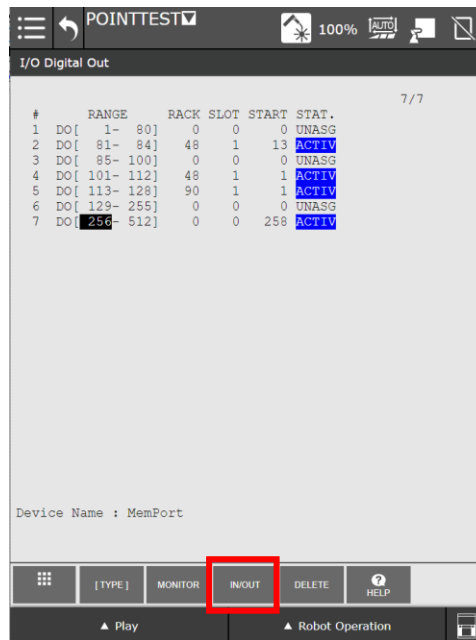 POINTTEST
100% AUTO
I/O Digital Out
7/7
# RANGE RACK SLOT START STAT.
1 DO[ 1- 80] 0 0 0 UNASG
2 DO[ 81- 84] 48 1 13 ACTIV
3 DO[ 85- 100] 0 0 0 UNASG
4 DO[ 101- 112] 48 1 1 ACTIV
5 DO[ 113- 128] 90 1 1 ACTIV
6 DO[ 129- 255] 0 0 0 UNASG
7 DO[ 256- 512] 0 0 258 ACTIV
Device Name : MemPort
[ TYPE ] MONITOR IN/OUT DELETE ? HELP
▲ Play ▲ Robot Operation